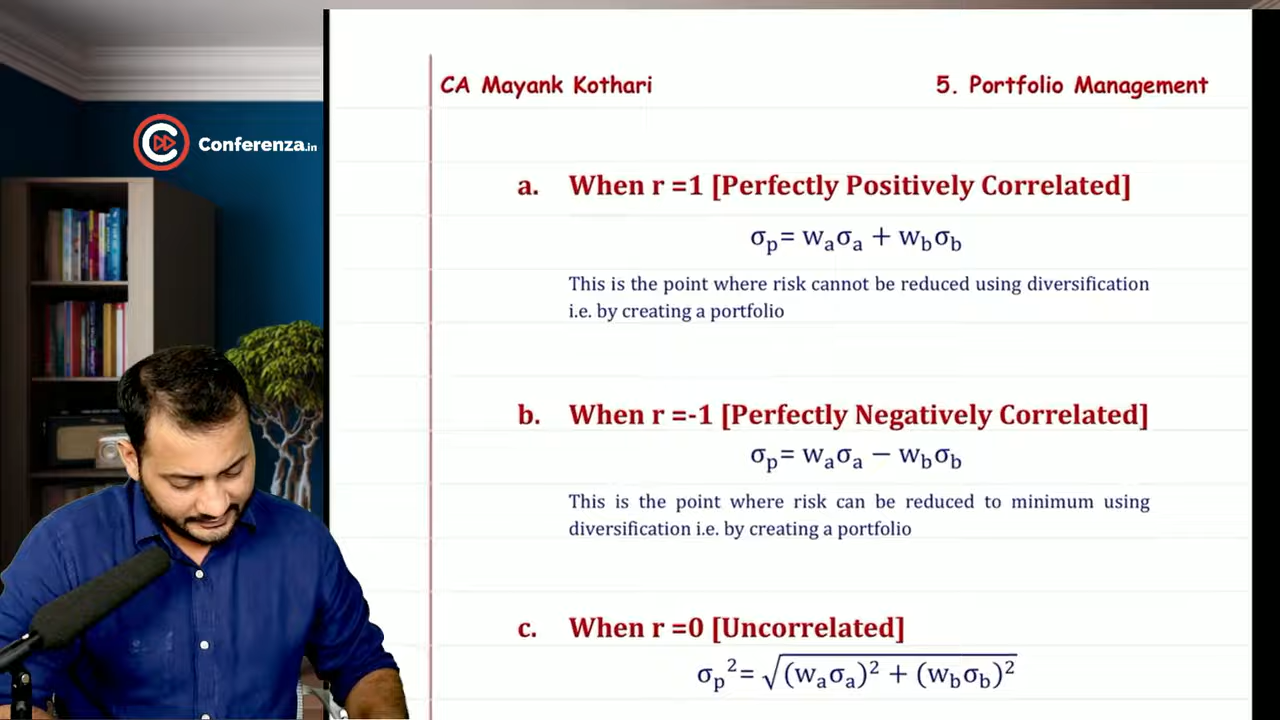 Conferenza.in
CA Mayank Kothari
5. Portfolio Management
a. When r =1 [Perfectly Positively Correlated]
σₚ= wₐσₐ + w_bσ_b
This is the point where risk cannot be reduced using diversification
i.e. by creating a portfolio
b. When r =-1 [Perfectly Negatively Correlated]
σₚ= wₐσₐ − w_bσ_b
This is the point where risk can be reduced to minimum using
diversification i.e. by creating a portfolio
c. When r =0 [Uncorrelated]
σₚ²= √(wₐσₐ)² + (w_bσ_b)²